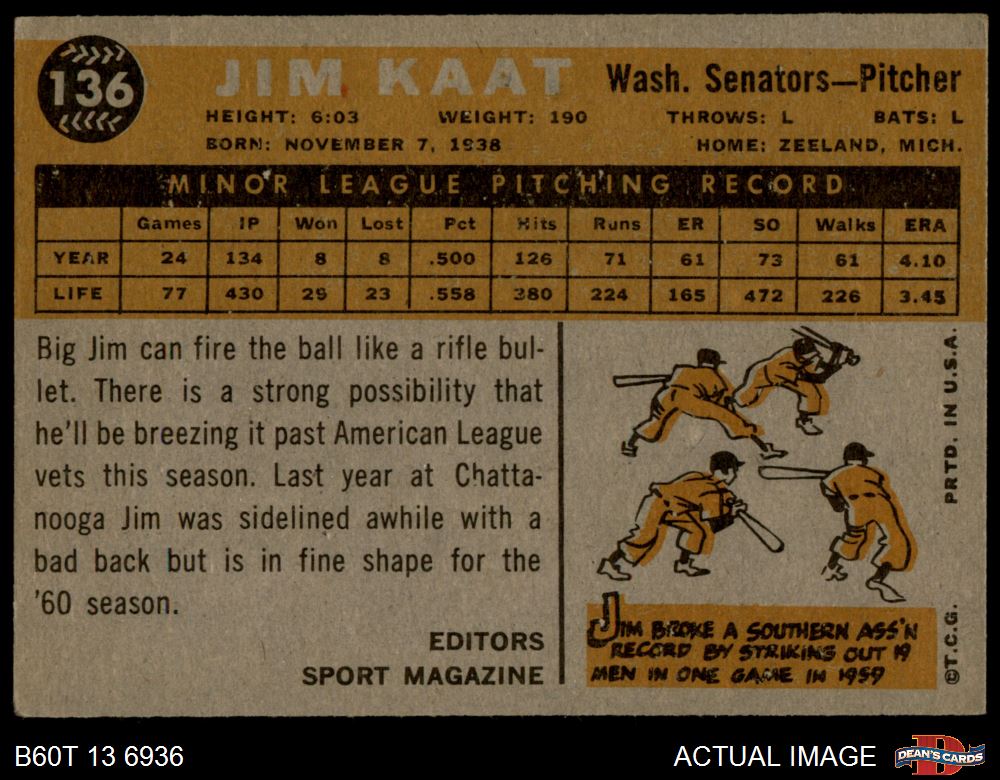 136
JIM KAAT
Wash. Senators—Pitcher
HEIGHT: 6:03 WEIGHT: 190 THROWS: L BATS: L
BORN: NOVEMBER 7, 1938 HOME: ZEELAND, MICH.
MINOR LEAGUE PITCHING RECORD
Games IP Won Lost Pct Hits Runs ER SO Walks ERA
YEAR 24 134 8 8 .500 126 71 61 73 61 4.10
LIFE 77 430 29 23 .558 380 224 165 472 226 3.45
Big Jim can fire the ball like a rifle bul-
let. There is a strong possibility that
he'll be breezing it past American League
vets this season. Last year at Chatta-
nooga Jim was sidelined awhile with a
bad back but is in fine shape for the
'60 season.
EDITORS
SPORT MAGAZINE
JIM BROKE A SOUTHERN ASS'N
RECORD BY STRIKING OUT 19
MEN IN ONE GAME IN 1959
©T.C.G. PRTD. IN U.S.A.
B60T 13 6936
ACTUAL IMAGE
D
DEAN'S CARDS